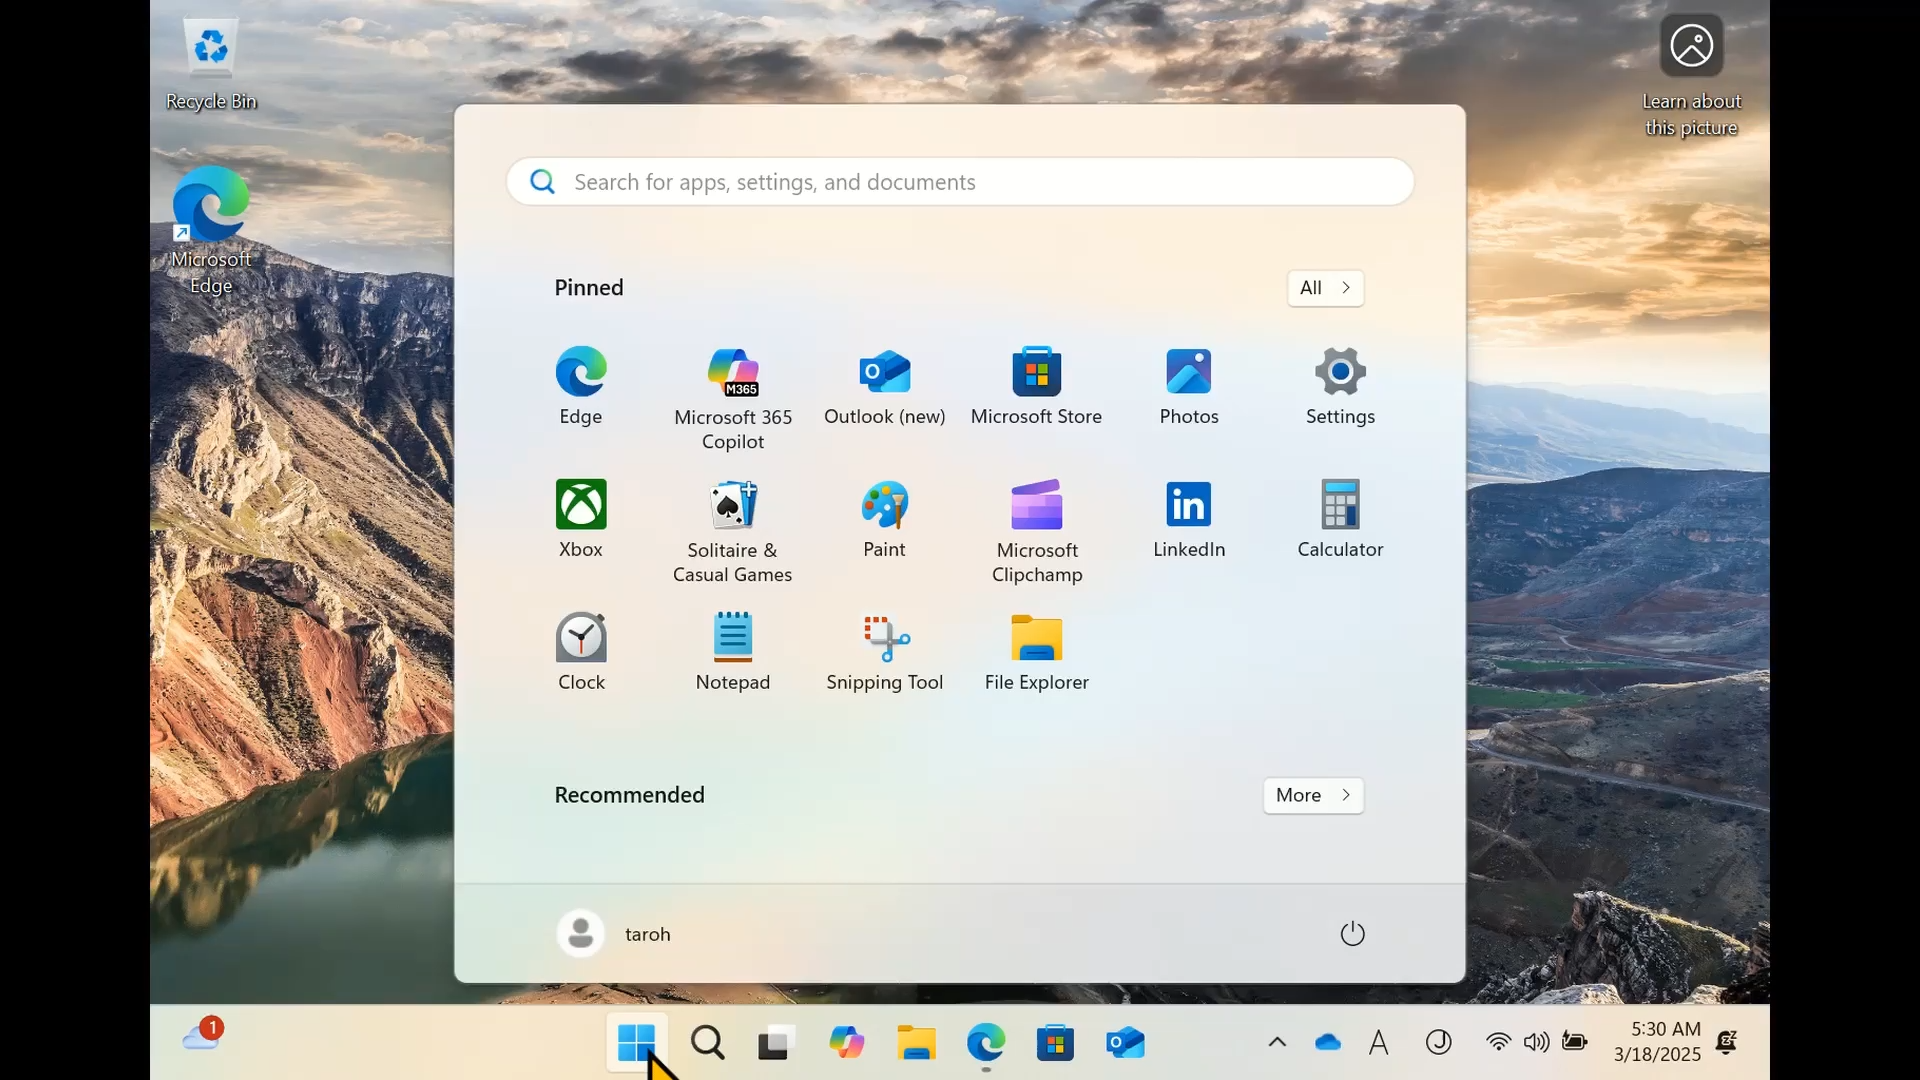 Recycle Bin
Learn about
this picture
Microsoft
Edge
Search for apps, settings, and documents
Pinned
All
Edge
Microsoft 365
Copilot
M365
Outlook (new)
Microsoft Store
Photos
Settings
Xbox
Solitaire &
Casual Games
Paint
Microsoft
Clipchamp
in
LinkedIn
Calculator
Clock
Notepad
Snipping Tool
File Explorer
Recommended
More
taroh
1
A
J
5:30 AM
3/18/2025